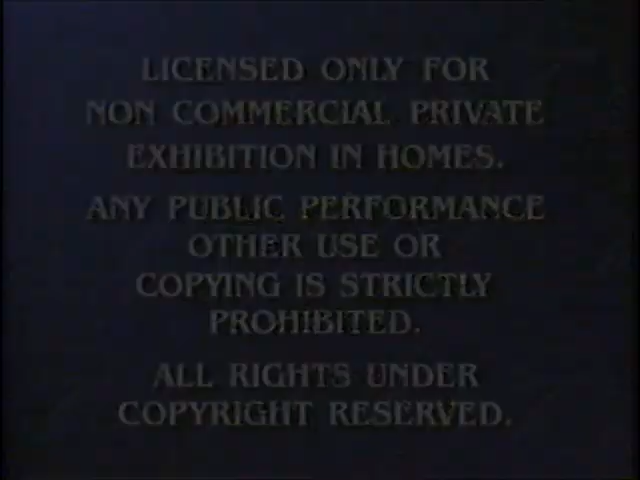 LICENSED ONLY FOR
NON COMMERCIAL PRIVATE
EXHIBITION IN HOMES.
ANY PUBLIC PERFORMANCE
OTHER USE OR
COPYING IS STRICTLY
PROHIBITED.
ALL RIGHTS UNDER
COPYRIGHT RESERVED.